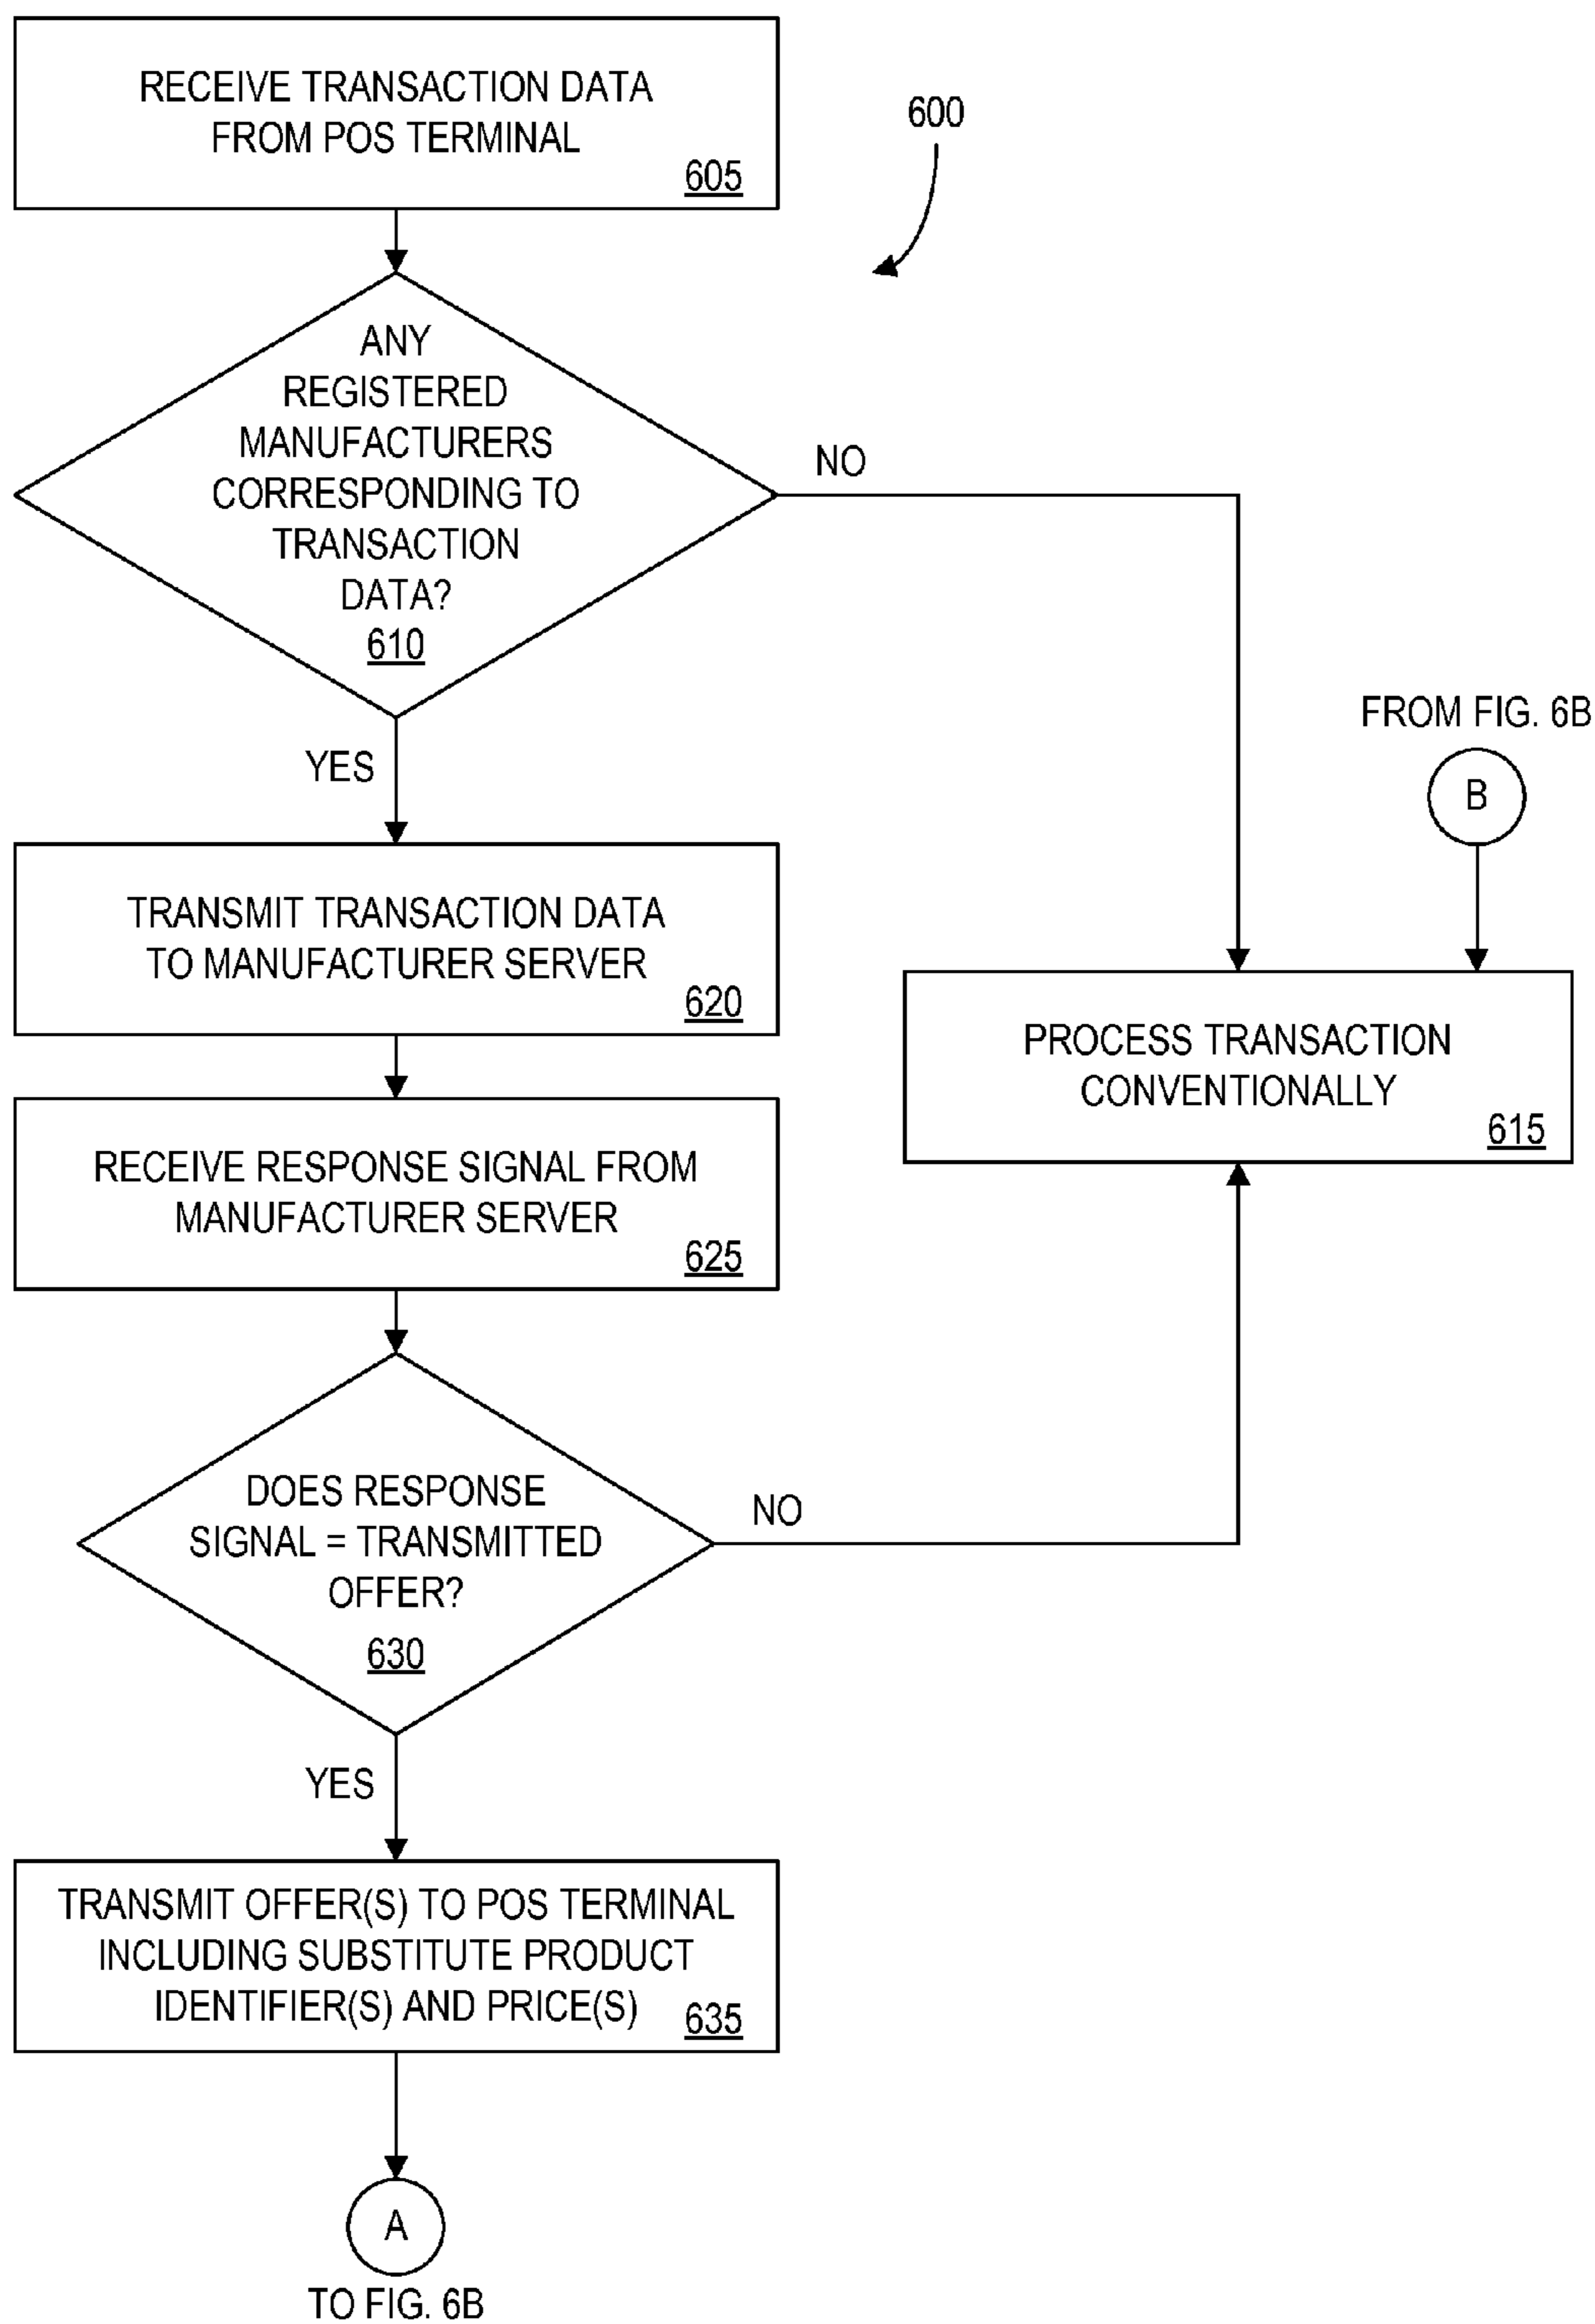 RECEIVE TRANSACTION DATA
FROM POS TERMINAL
605
600
ANY
REGISTERED
MANUFACTURERS
CORRESPONDING TO
TRANSACTION
DATA?
610
NO
YES
FROM FIG. 6B
B
TRANSMIT TRANSACTION DATA
TO MANUFACTURER SERVER
620
PROCESS TRANSACTION
CONVENTIONALLY
615
RECEIVE RESPONSE SIGNAL FROM
MANUFACTURER SERVER
625
DOES RESPONSE
SIGNAL = TRANSMITTED
OFFER?
630
NO
YES
TRANSMIT OFFER(S) TO POS TERMINAL
INCLUDING SUBSTITUTE PRODUCT
IDENTIFIER(S) AND PRICE(S)
635
A
TO FIG. 6B